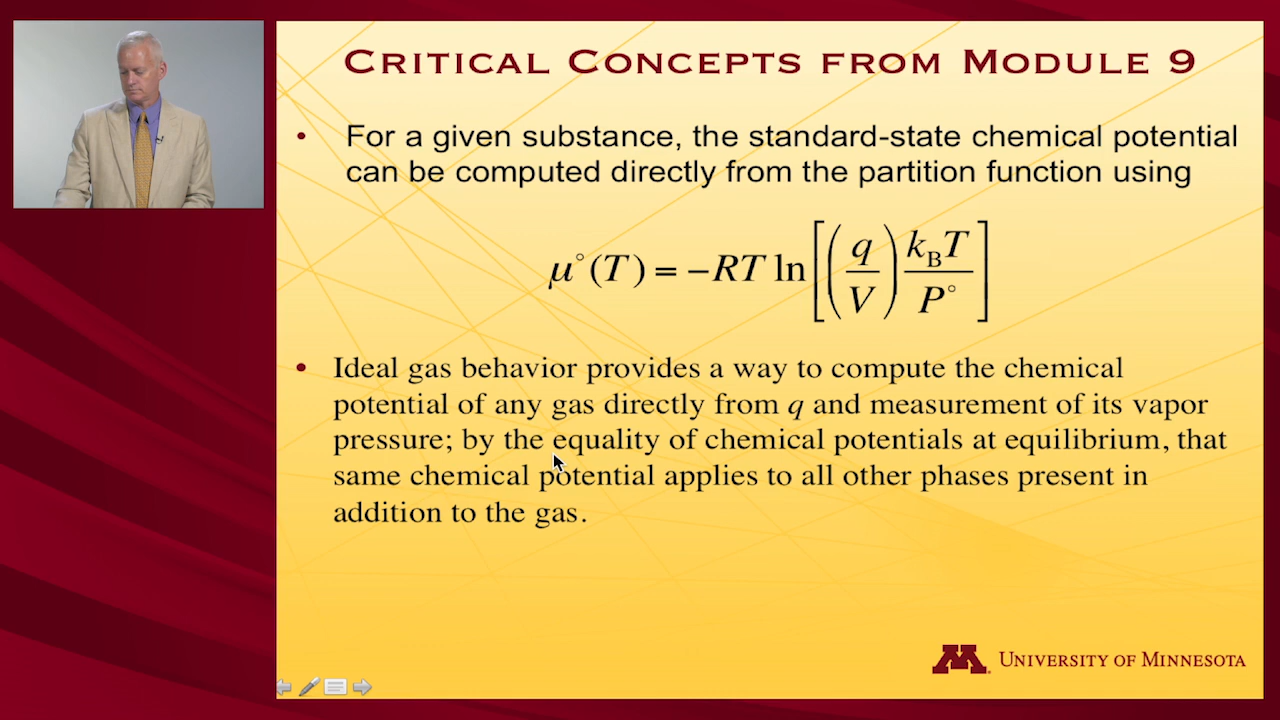 CRITICAL CONCEPTS FROM MODULE 9
• For a given substance, the standard-state chemical potential
can be computed directly from the partition function using
μ°(T) = −RT ln[(q/V) k_BT/P°]
• Ideal gas behavior provides a way to compute the chemical
potential of any gas directly from q and measurement of its vapor
pressure; by the equality of chemical potentials at equilibrium, that
same chemical potential applies to all other phases present in
addition to the gas.
M UNIVERSITY OF MINNESOTA